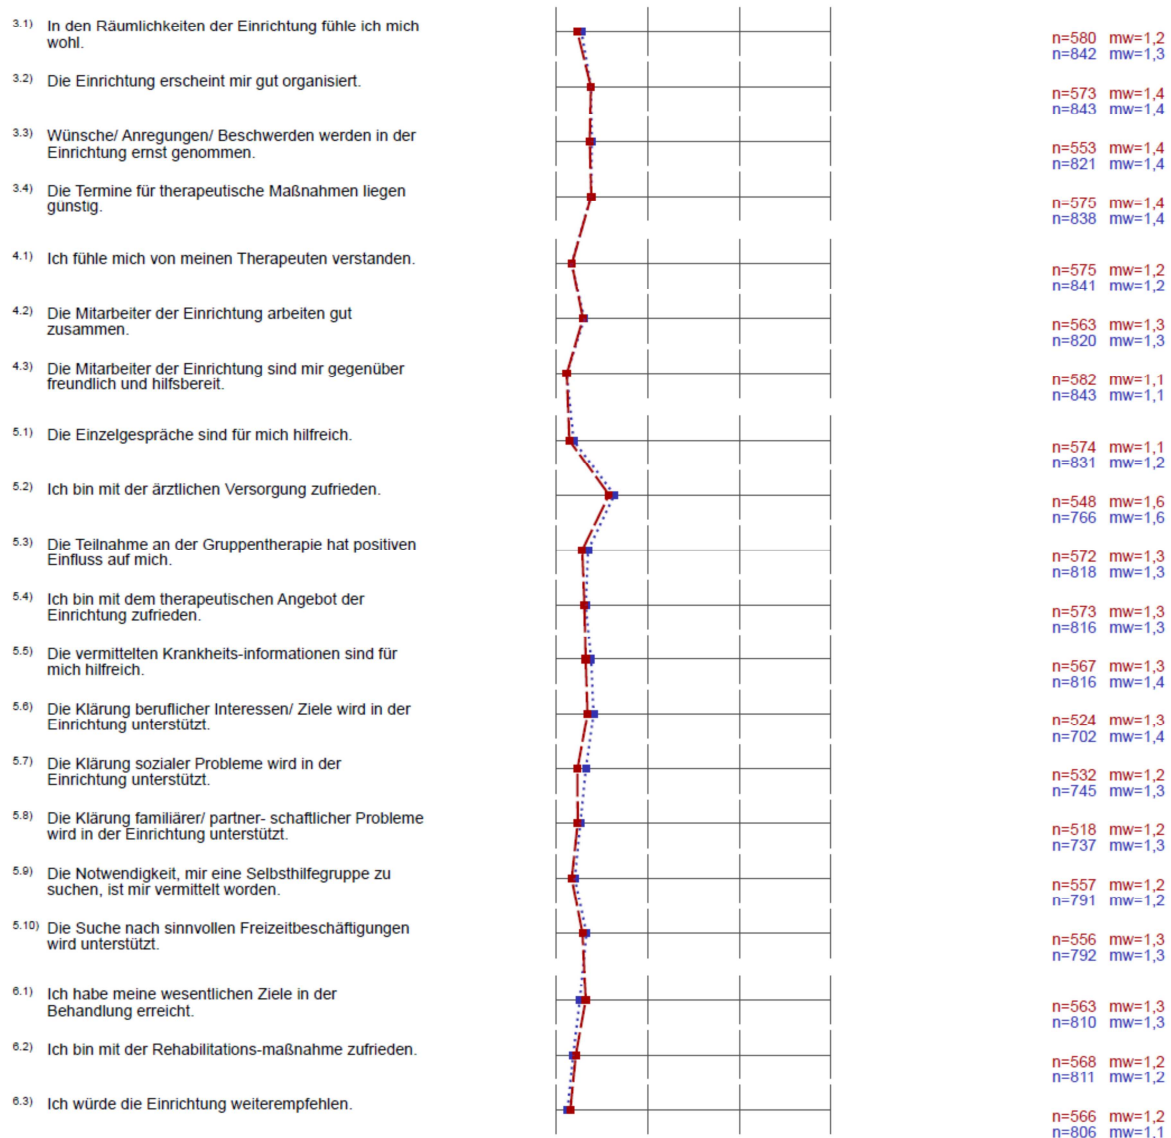 3.1) In den Räumlichkeiten der Einrichtung fühle ich mich
wohl.
n=580 mw=1,2
n=842 mw=1,3
3.2) Die Einrichtung erscheint mir gut organisiert.
n=573 mw=1,4
n=843 mw=1,4
3.3) Wünsche/ Anregungen/ Beschwerden werden in der
Einrichtung ernst genommen.
n=553 mw=1,4
n=821 mw=1,4
3.4) Die Termine für therapeutische Maßnahmen liegen
günstig.
n=575 mw=1,4
n=838 mw=1,4
4.1) Ich fühle mich von meinen Therapeuten verstanden.
n=575 mw=1,2
n=841 mw=1,2
4.2) Die Mitarbeiter der Einrichtung arbeiten gut
zusammen.
n=563 mw=1,3
n=820 mw=1,3
4.3) Die Mitarbeiter der Einrichtung sind mir gegenüber
freundlich und hilfsbereit.
n=582 mw=1,1
n=843 mw=1,1
5.1) Die Einzelgespräche sind für mich hilfreich.
n=574 mw=1,1
n=831 mw=1,2
5.2) Ich bin mit der ärztlichen Versorgung zufrieden.
n=548 mw=1,6
n=766 mw=1,6
5.3) Die Teilnahme an der Gruppentherapie hat positiven
Einfluss auf mich.
n=572 mw=1,3
n=818 mw=1,3
5.4) Ich bin mit dem therapeutischen Angebot der
Einrichtung zufrieden.
n=573 mw=1,3
n=816 mw=1,3
5.5) Die vermittelten Krankheits-informationen sind für
mich hilfreich.
n=567 mw=1,3
n=816 mw=1,4
5.6) Die Klärung beruflicher Interessen/ Ziele wird in der
Einrichtung unterstützt.
n=524 mw=1,3
n=702 mw=1,4
5.7) Die Klärung sozialer Probleme wird in der
Einrichtung unterstützt.
n=532 mw=1,2
n=745 mw=1,3
5.8) Die Klärung familiärer/ partner- schaftlicher Probleme
wird in der Einrichtung unterstützt.
n=518 mw=1,2
n=737 mw=1,3
5.9) Die Notwendigkeit, mir eine Selbsthilfegruppe zu
suchen, ist mir vermittelt worden.
n=557 mw=1,2
n=791 mw=1,2
5.10) Die Suche nach sinnvollen Freizeitbeschäftigungen
wird unterstützt.
n=556 mw=1,3
n=792 mw=1,3
6.1) Ich habe meine wesentlichen Ziele in der
Behandlung erreicht.
n=563 mw=1,3
n=810 mw=1,3
6.2) Ich bin mit der Rehabilitations-maßnahme zufrieden.
n=568 mw=1,2
n=811 mw=1,2
6.3) Ich würde die Einrichtung weiterempfehlen.
n=566 mw=1,2
n=806 mw=1,1